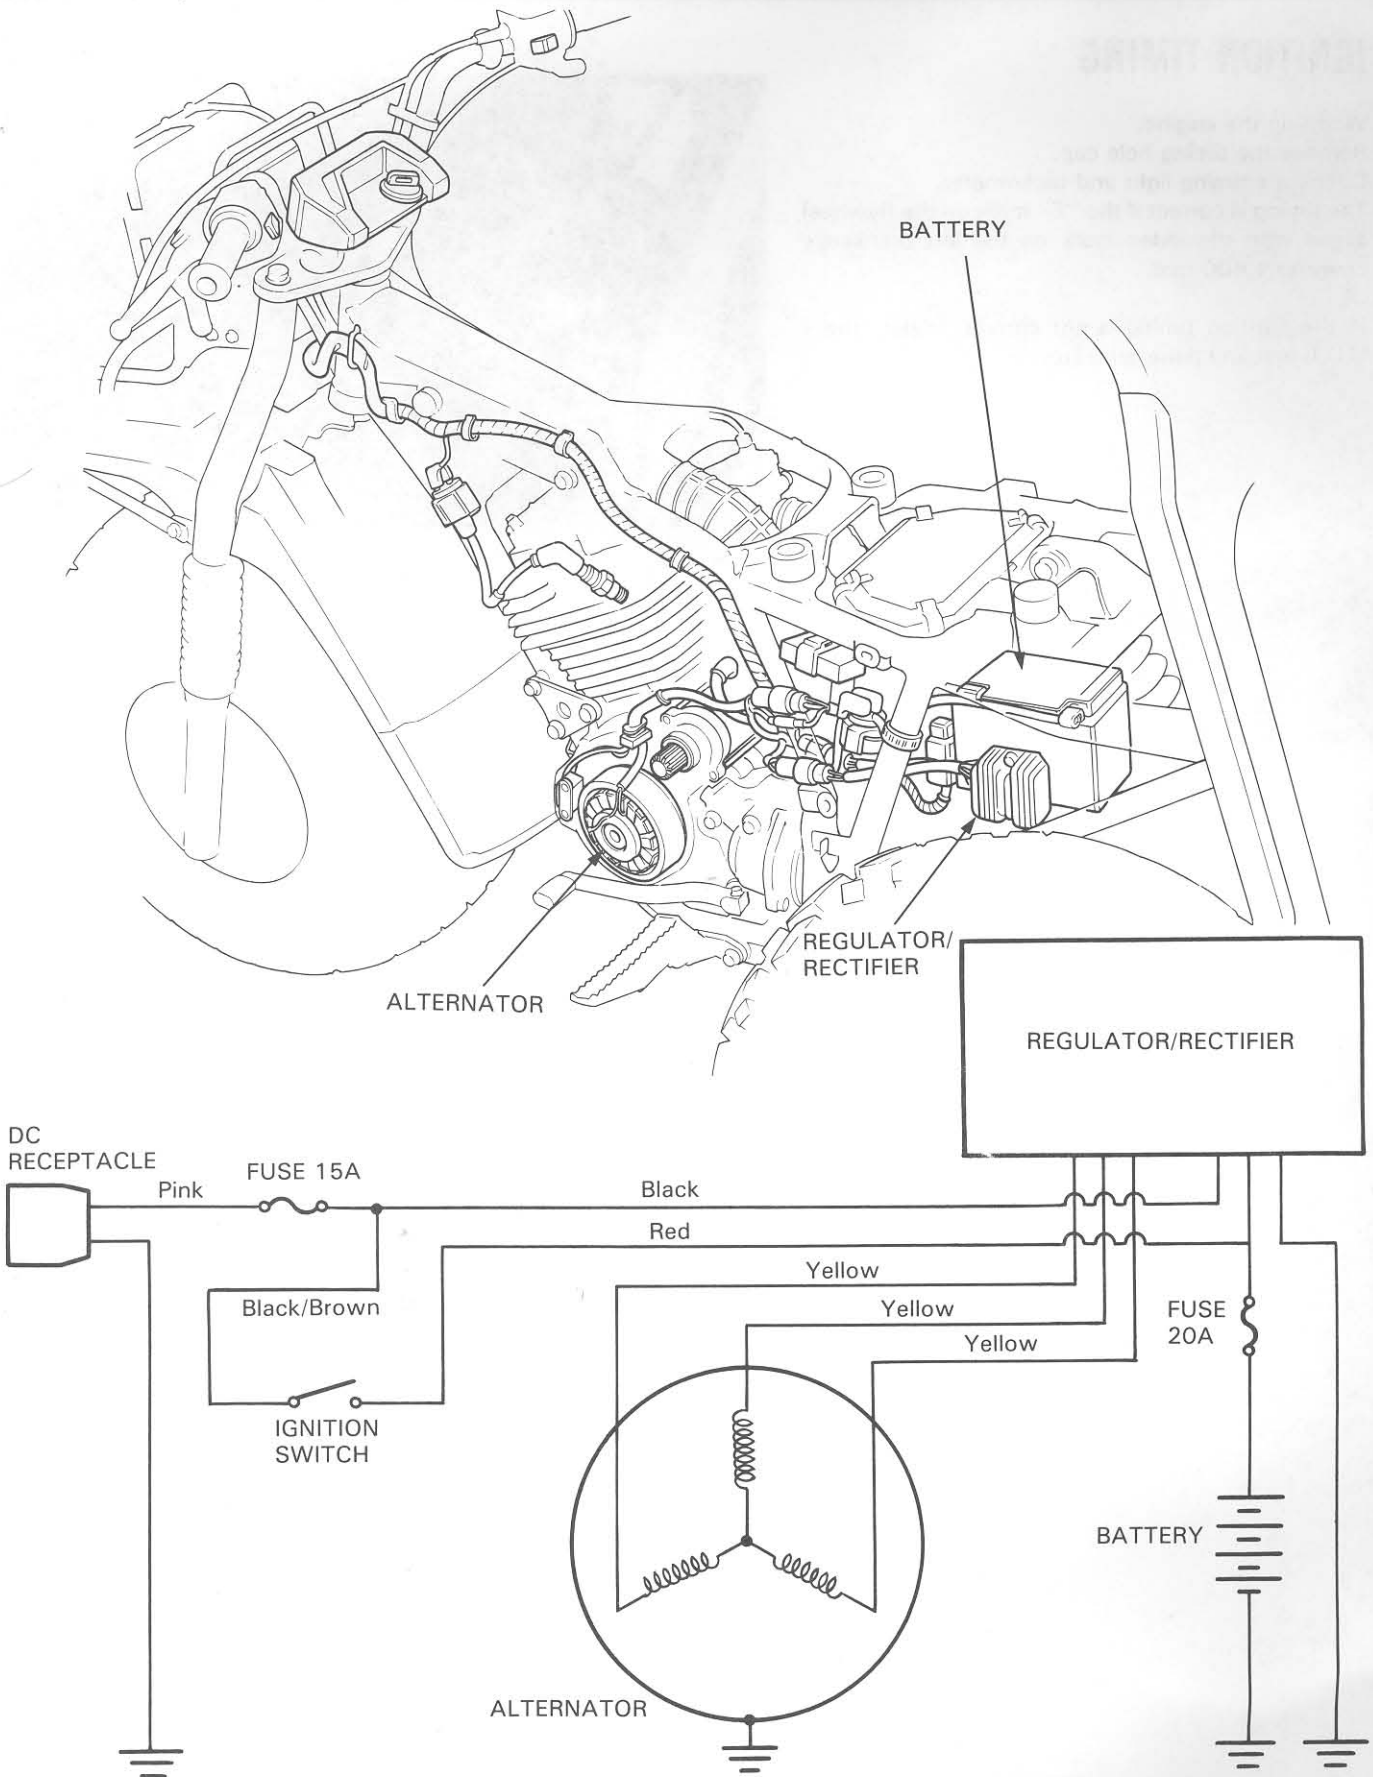 BATTERY
REGULATOR/
RECTIFIER
ALTERNATOR
REGULATOR/RECTIFIER
DC
RECEPTACLE
FUSE 15A
Pink
Black
Red
Yellow
Black/Brown
Yellow
FUSE
20A
Yellow
IGNITION
SWITCH
BATTERY
ALTERNATOR